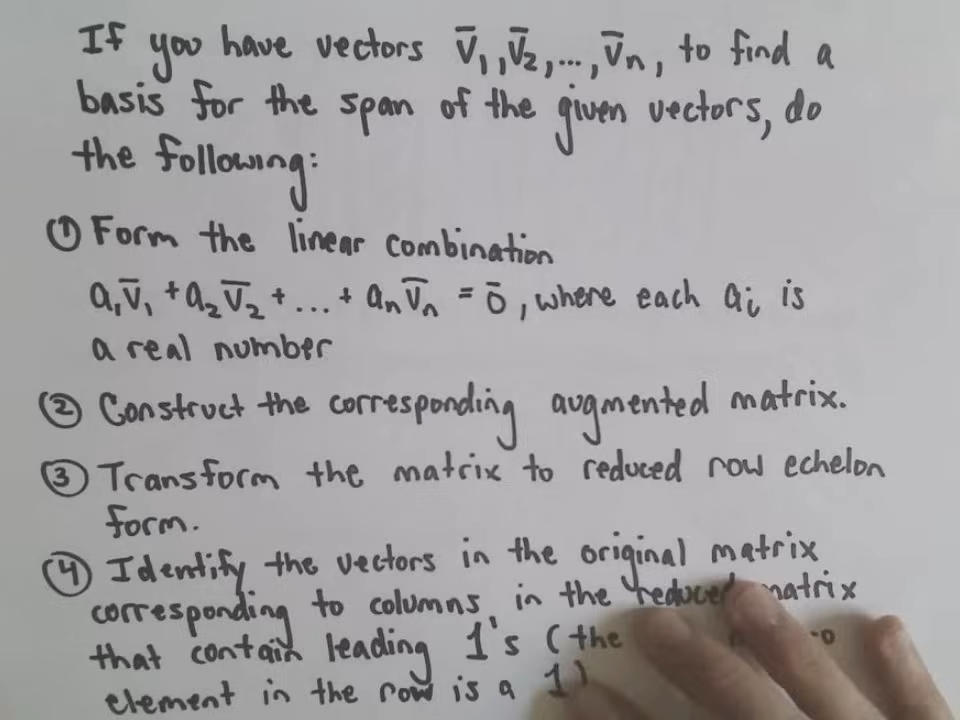 If you have vectors v̄₁, v̄₂, ..., v̄n, to find a
basis for the span of the given vectors, do
the following:
① Form the linear combination
a₁v̄₁ + a₂v̄₂ + ... + anv̄n = ō, where each ai is
a real number
② Construct the corresponding augmented matrix.
③ Transform the matrix to reduced row echelon
form.
④ Identify the vectors in the original matrix
corresponding to columns in the reduced matrix
that contain leading 1's (the
element in the row is a 1)